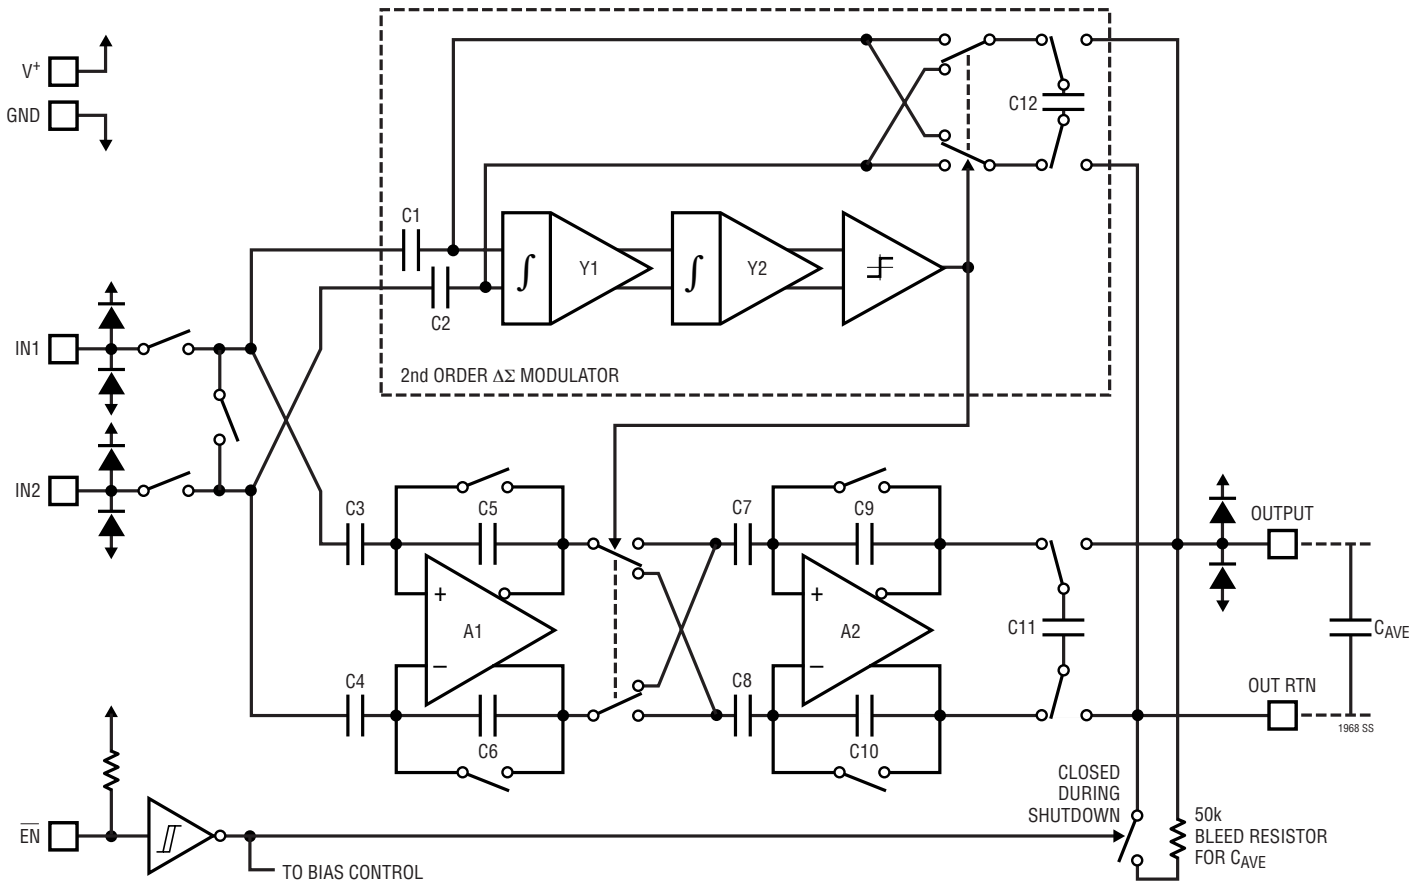 V+
GND
C12
C1
Y1
Y2
C2
IN1
2nd ORDER ΔΣ MODULATOR
IN2
C3
C5
C7
C9
OUTPUT
+
A1
−
+
A2
−
C11
CAVE
C4
C8
OUT RTN
C6
C10
1968 SS
CLOSED
DURING
SHUTDOWN
50k
BLEED RESISTOR
FOR CAVE
E̅N̅
TO BIAS CONTROL